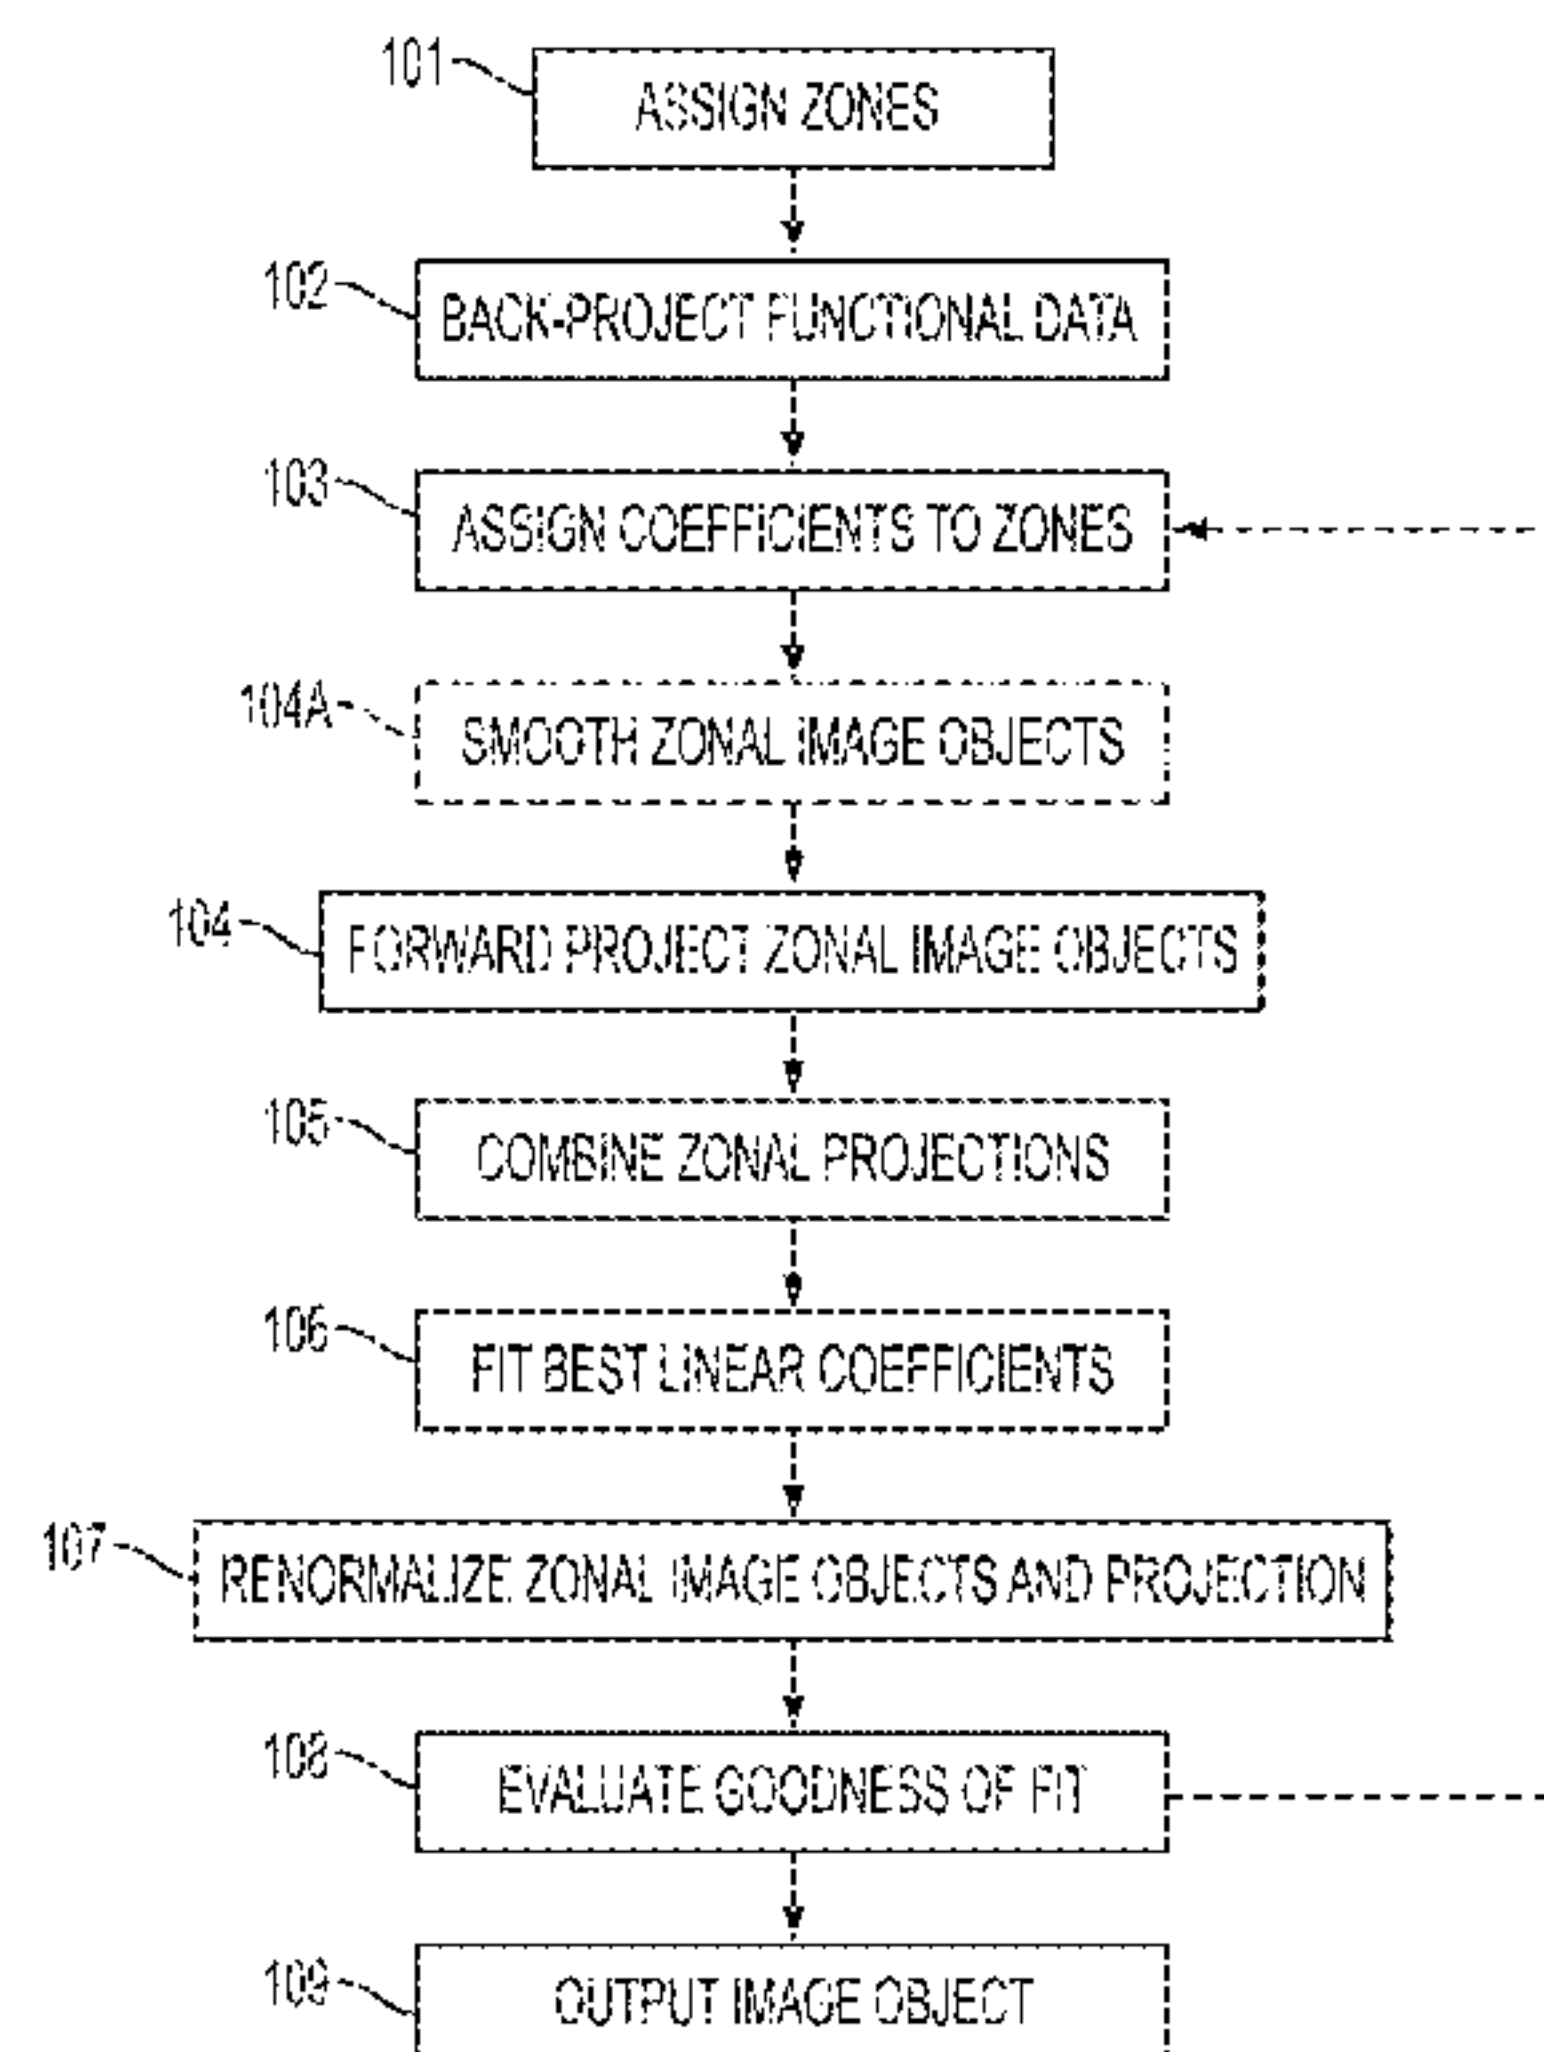 101
ASSIGN ZONES
102
BACK-PROJECT FUNCTIONAL DATA
103
ASSIGN COEFFICIENTS TO ZONES
104A
SMOOTH ZONAL IMAGE OBJECTS
104
FORWARD PROJECT ZONAL IMAGE OBJECTS
105
COMBINE ZONAL PROJECTIONS
106
FIT BEST LINEAR COEFFICIENTS
107
RENORMALIZE ZONAL IMAGE OBJECTS AND PROJECTION
108
EVALUATE GOODNESS OF FIT
109
OUTPUT IMAGE OBJECT